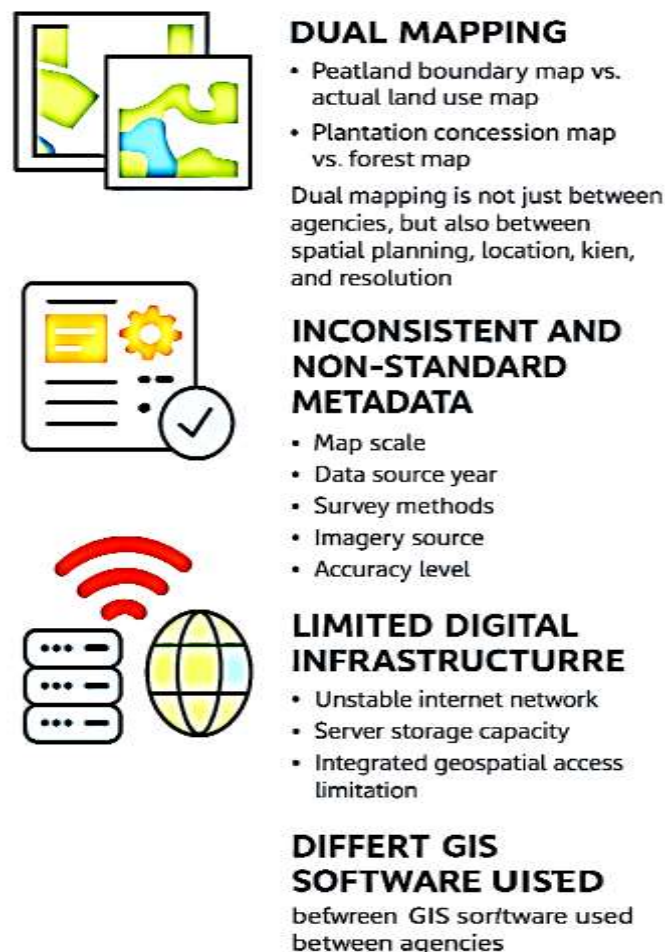 DUAL MAPPING
• Peatland boundary map vs.
actual land use map
• Plantation concession map
vs. forest map
Dual mapping is not just between
agencies, but also between
spatial planning, location, kien,
and resolution
INCONSISTENT AND
NON-STANDARD
METADATA
• Map scale
• Data source year
• Survey methods
• Imagery source
• Accuracy level
LIMITED DIGITAL
INFRASTRUCTURRE
• Unstable internet network
• Server storage capacity
• Integrated geospatial access
limitation
DIFFERT GIS
SOFTWARE UISTED
befwreen GIS sor/tware used
between agencies